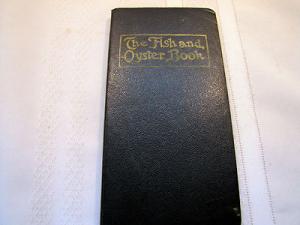 The Fish and
Oyster Book